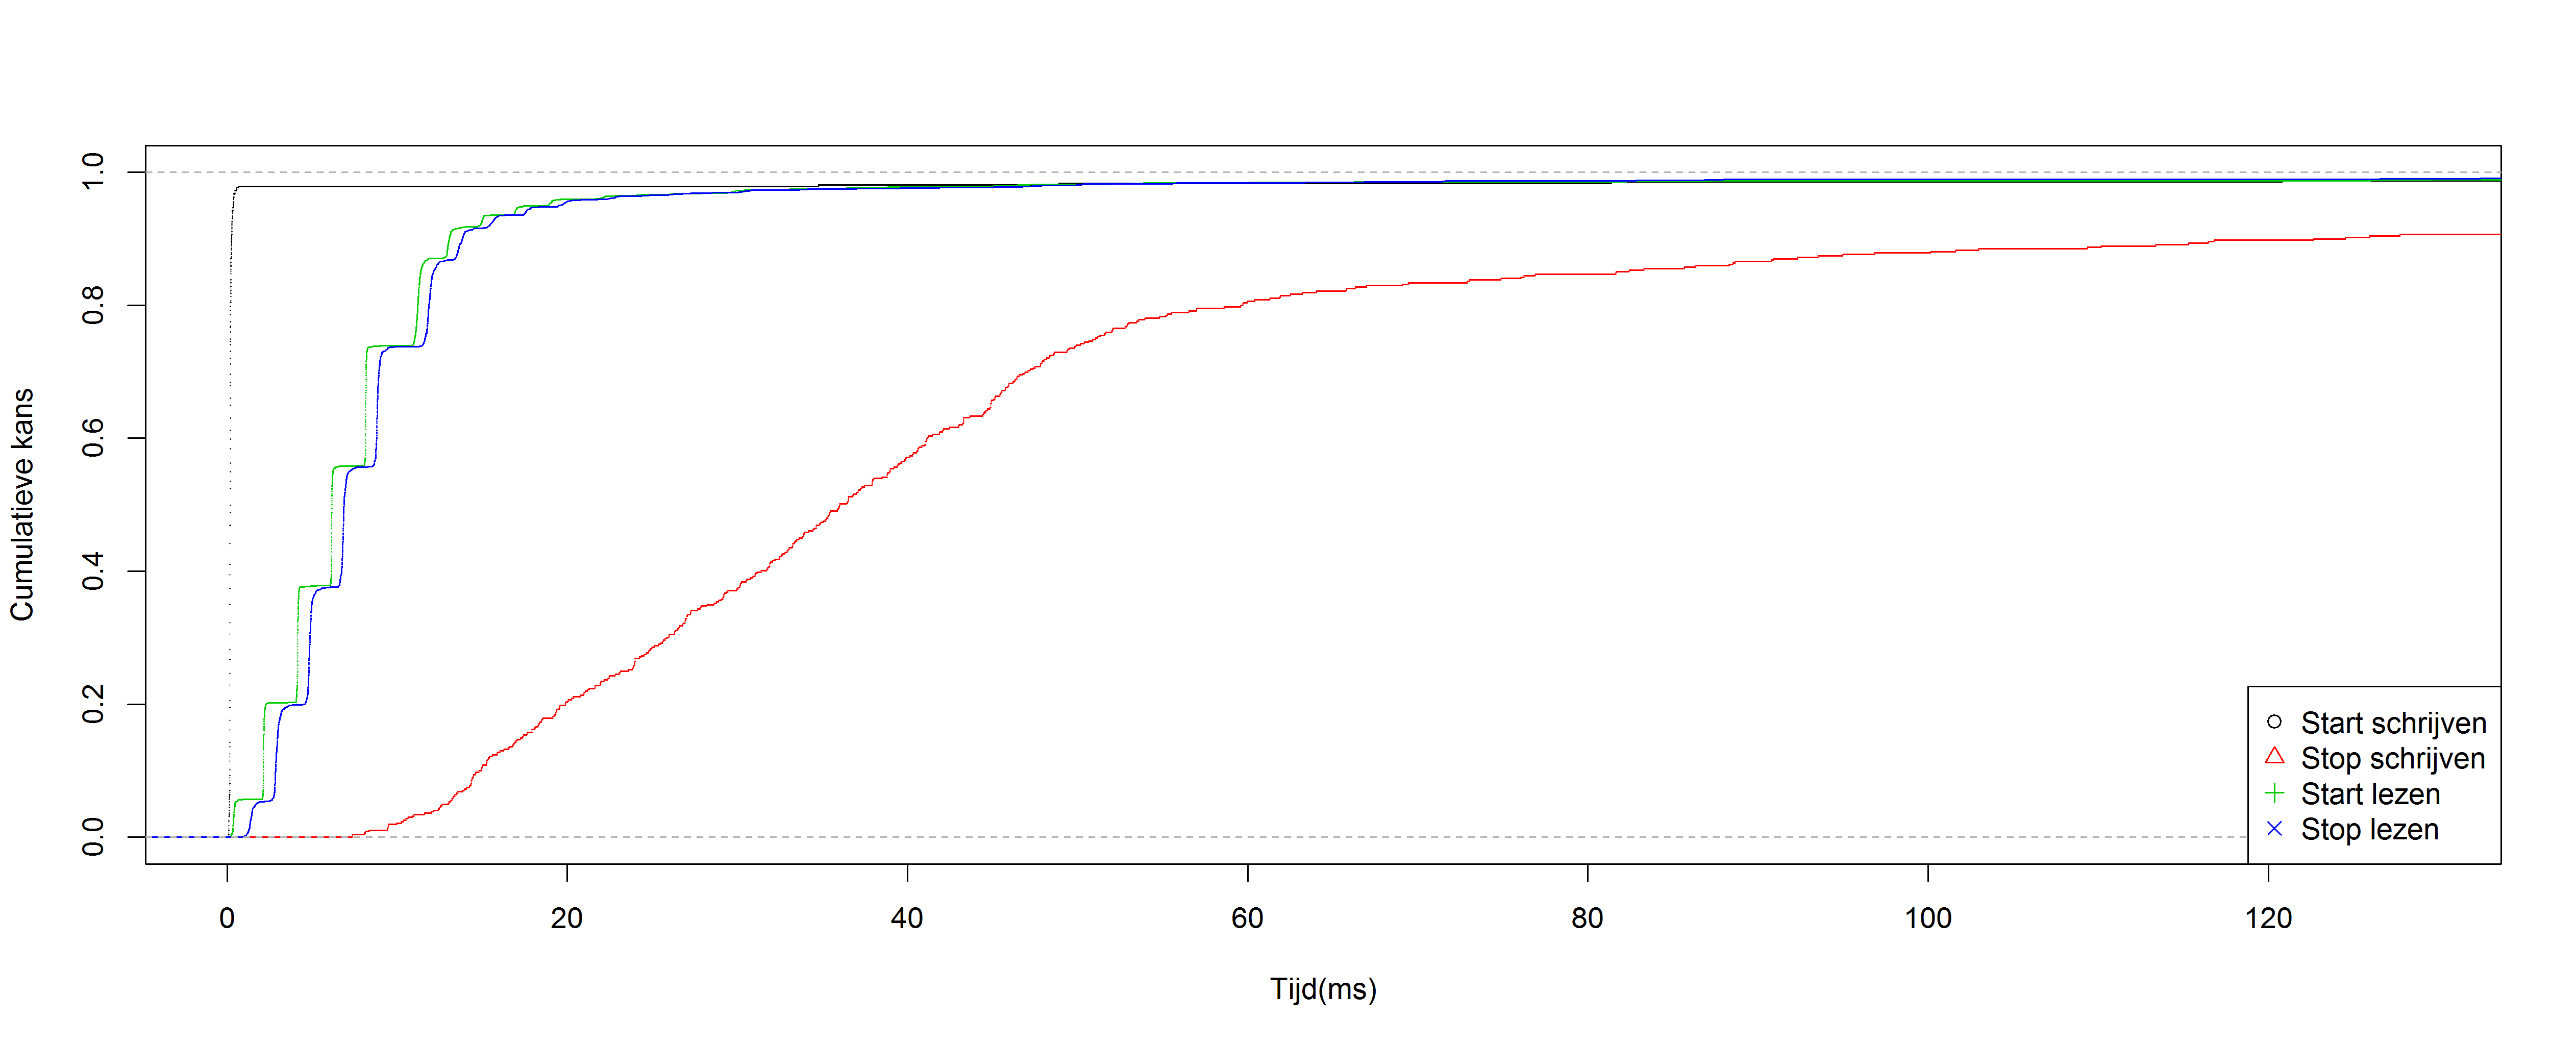 Cumulatieve kans
1.0
0.8
0.6
0.4
0.2
0.0
Start schrijven
Stop schrijven
Start lezen
Stop lezen
0 20 40 60 80 100 120
Tijd(ms)